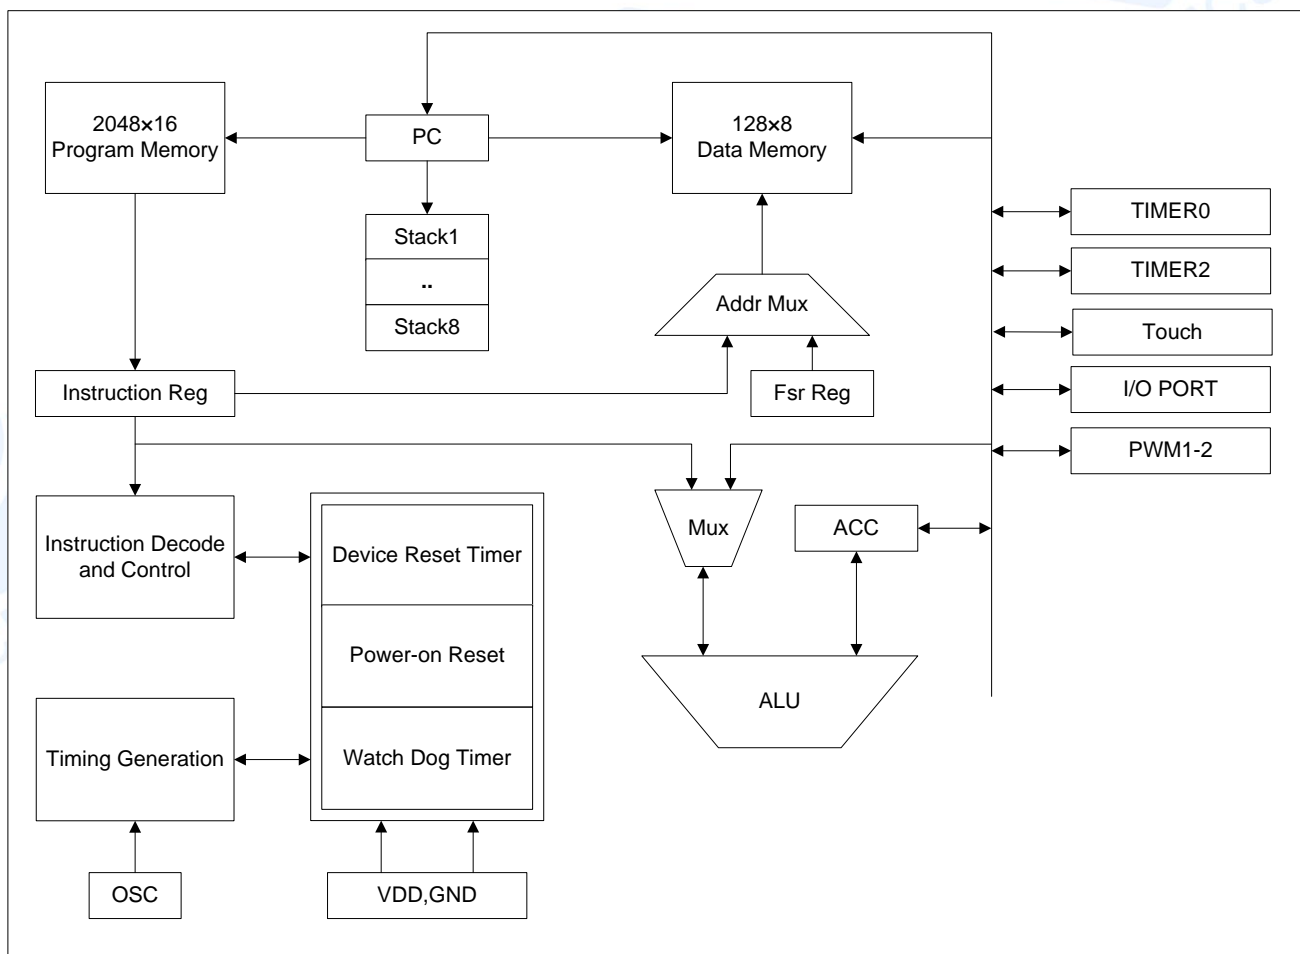 2048×16
Program Memory
PC
128×8
Data Memory
Stack1
..
Stack8
Addr Mux
TIMER0
TIMER2
Touch
I/O PORT
PWM1-2
Instruction Reg
Fsr Reg
Instruction Decode
and Control
Device Reset Timer
Power-on Reset
Watch Dog Timer
Mux
ACC
ALU
Timing Generation
OSC
VDD,GND